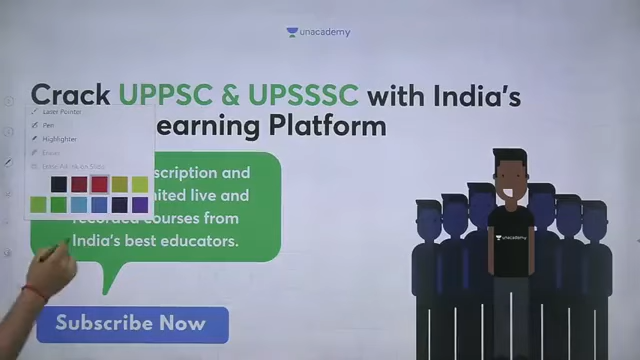 unacademy
Crack UPPSC & UPSSSC with India's
earning Platform
Laser Pointer
Pen
Highlighter
Eraser
scription and
ited live and
recorded courses from
India's best educators.
unacademy
Subscribe Now